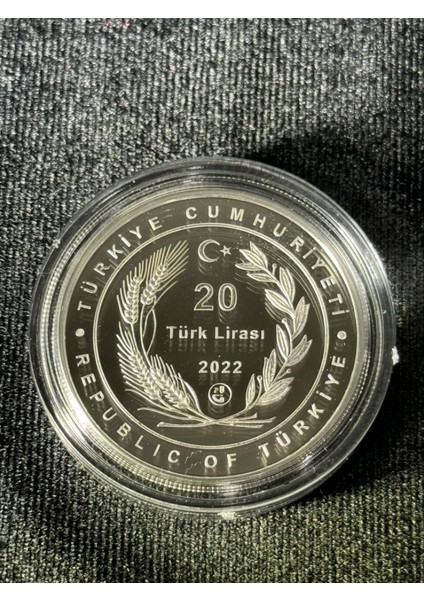 TÜRKİYE CUMHURİYETİ
20
Türk Lirası
2022
REPUBLIC OF TÜRKİYE